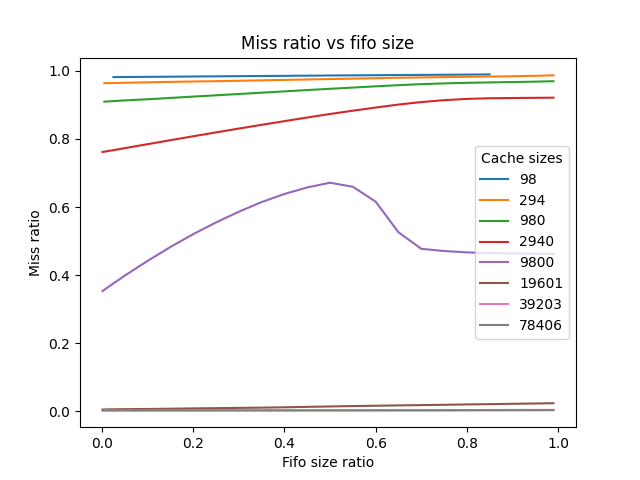 Miss ratio vs fifo size
1.0
0.8
0.6
0.4
0.2
0.0
Miss ratio
Cache sizes
98
294
980
2940
9800
19601
39203
78406
0.0 0.2 0.4 0.6 0.8 1.0
Fifo size ratio